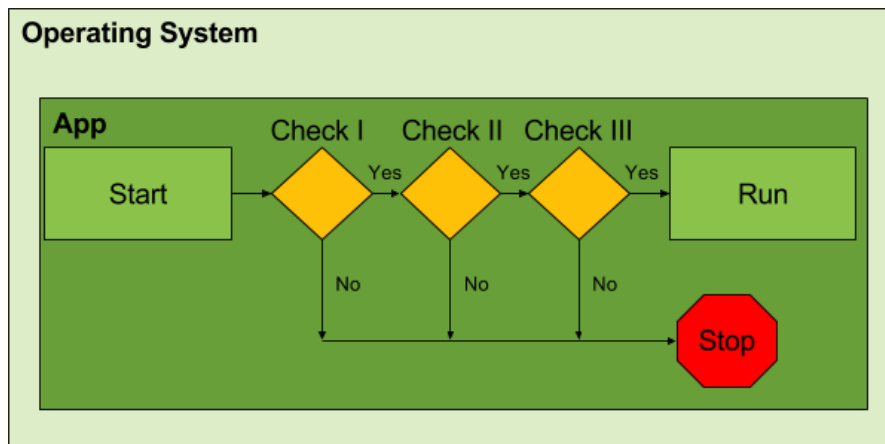 Operating System
App
Check I
Check II
Check III
Start
Yes
Yes
Yes
Run
No
No
No
Stop